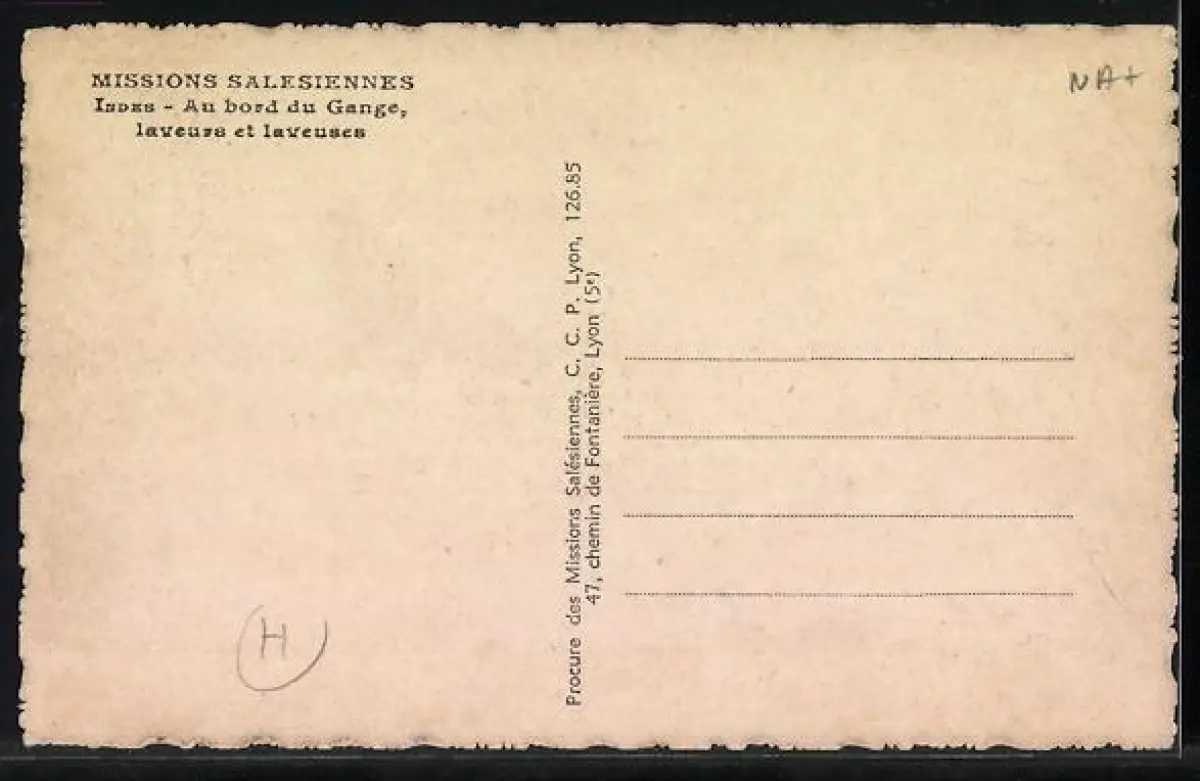 MISSIONS SALESIENNES
INDES - Au bord du Gange,
laveurs et laveuses
NA+
Procure des Missions Salésiennes, C. C. P. Lyon, 126.85
47, chemin de Fontanière, Lyon (5ᵉ)
H